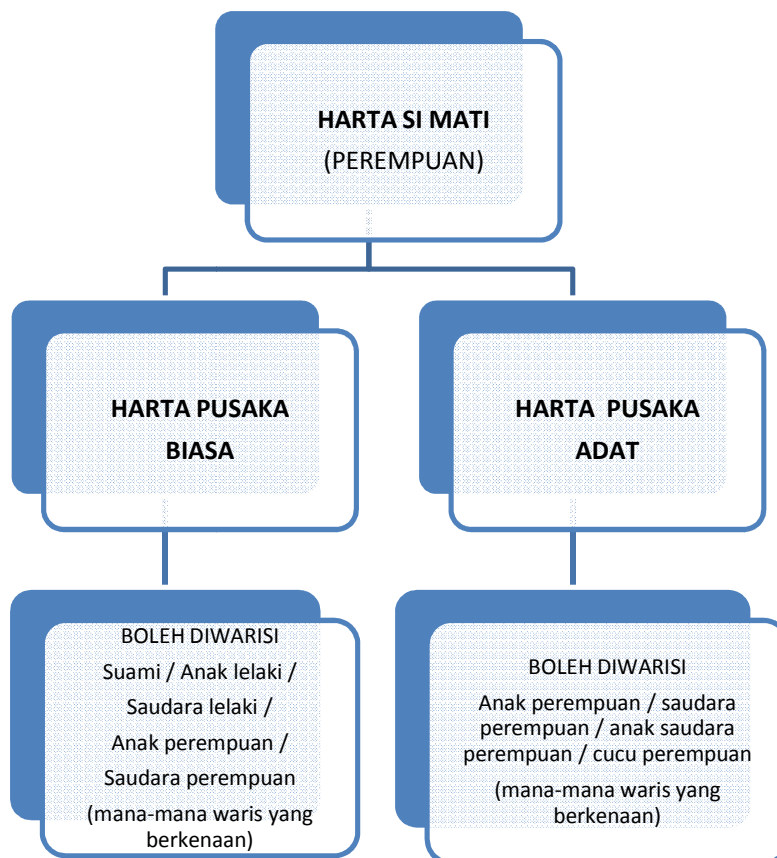 HARTA SI MATI
(PEREMPUAN)
HARTA PUSAKA
BIASA
HARTA PUSAKA
ADAT
BOLEH DIWARISI
Suami / Anak lelaki /
Saudara lelaki /
Anak perempuan /
Saudara perempuan
(mana-mana waris yang
berkenaan)
BOLEH DIWARISI
Anak perempuan / saudara
perempuan / anak saudara
perempuan / cucu perempuan
(mana-mana waris yang
berkenaan)